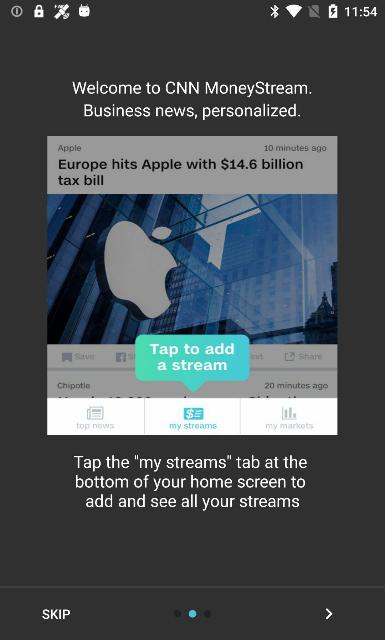 11:54
Welcome to CNN MoneyStream.
Business news, personalized.
Apple 10 minutes ago
Europe hits Apple with $14.6 billion
tax bill
Save Share
Tap to add
a stream
Chipotle 20 minutes ago
top news my streams my markets
Tap the "my streams" tab at the
bottom of your home screen to
add and see all your streams
SKIP